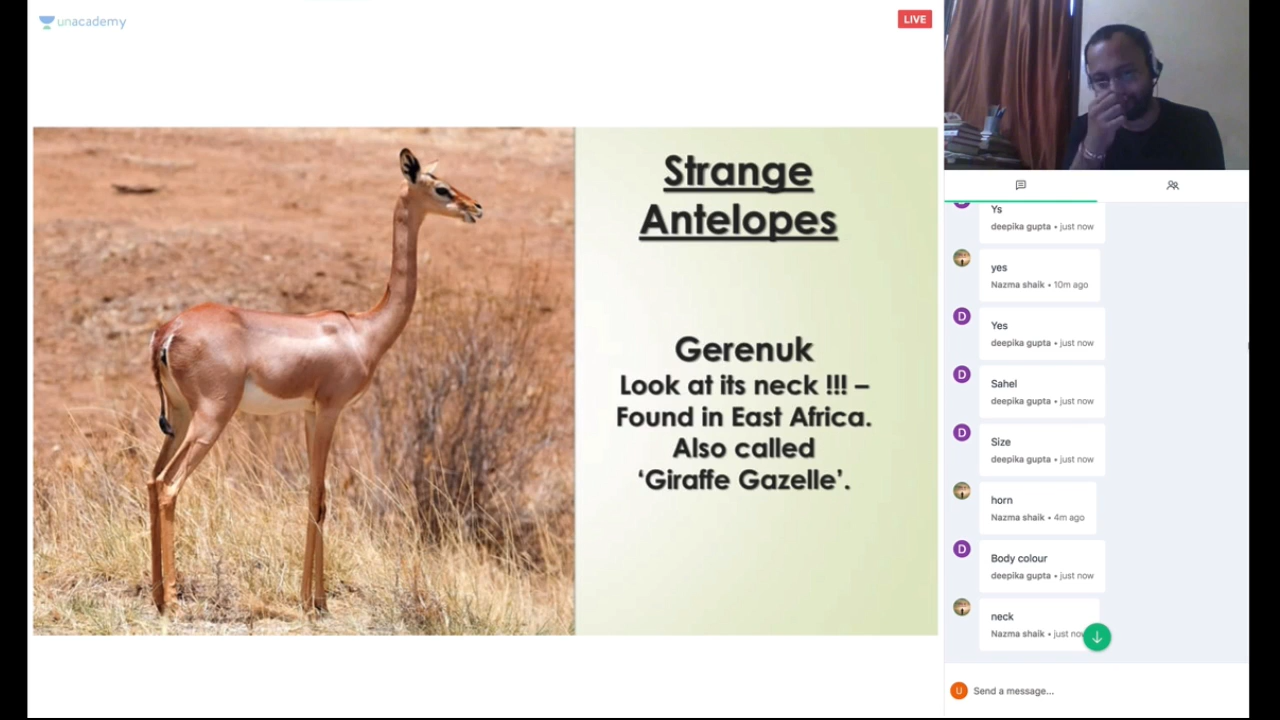 unacademy
LIVE
Strange
Antelopes
Gerenuk
Look at its neck !!! –
Found in East Africa.
Also called
‘Giraffe Gazelle’.
Ys
deepika gupta • just now
yes
Nazma shaik • 10m ago
D
Yes
deepika gupta • just now
D
Sahel
deepika gupta • just now
D
Size
deepika gupta • just now
horn
Nazma shaik • 4m ago
D
Body colour
deepika gupta • just now
neck
Nazma shaik • just
U
Send a message...